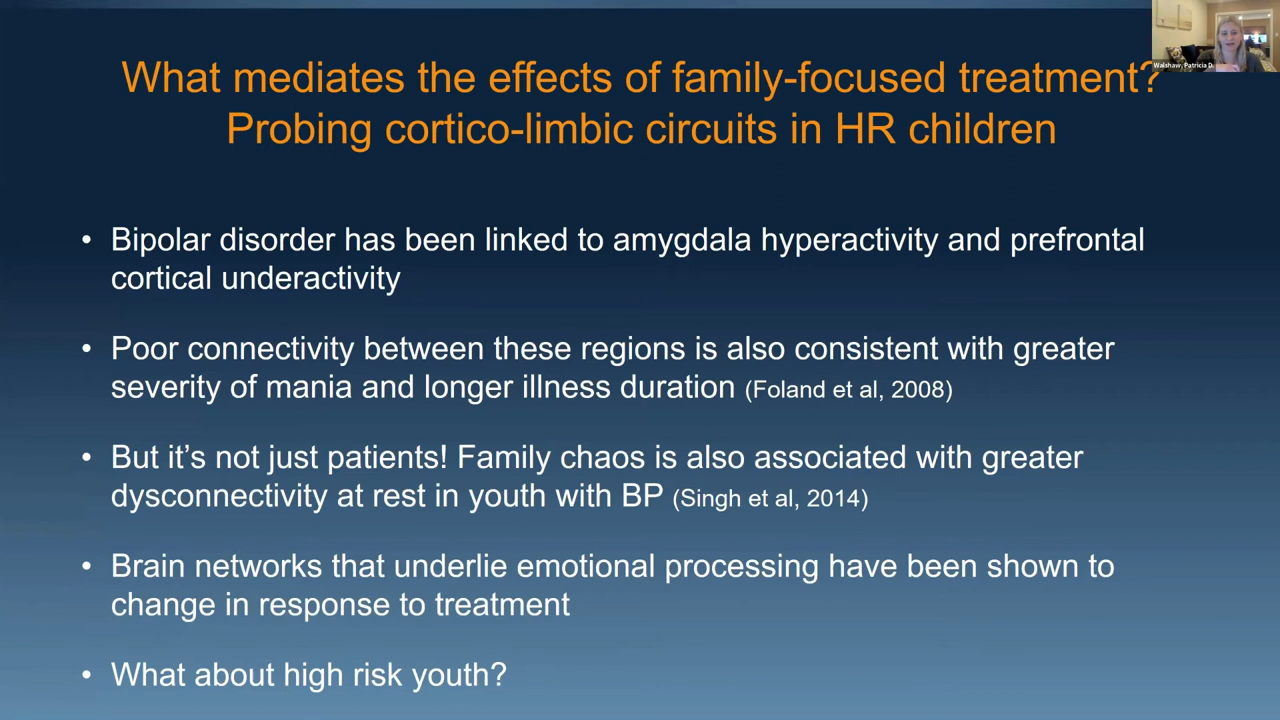 What mediates the effects of family-focused treatment?
Probing cortico-limbic circuits in HR children
Walshaw, Patricia D.
• Bipolar disorder has been linked to amygdala hyperactivity and prefrontal
cortical underactivity
• Poor connectivity between these regions is also consistent with greater
severity of mania and longer illness duration (Foland et al, 2008)
• But it’s not just patients! Family chaos is also associated with greater
dysconnectivity at rest in youth with BP (Singh et al, 2014)
• Brain networks that underlie emotional processing have been shown to
change in response to treatment
• What about high risk youth?